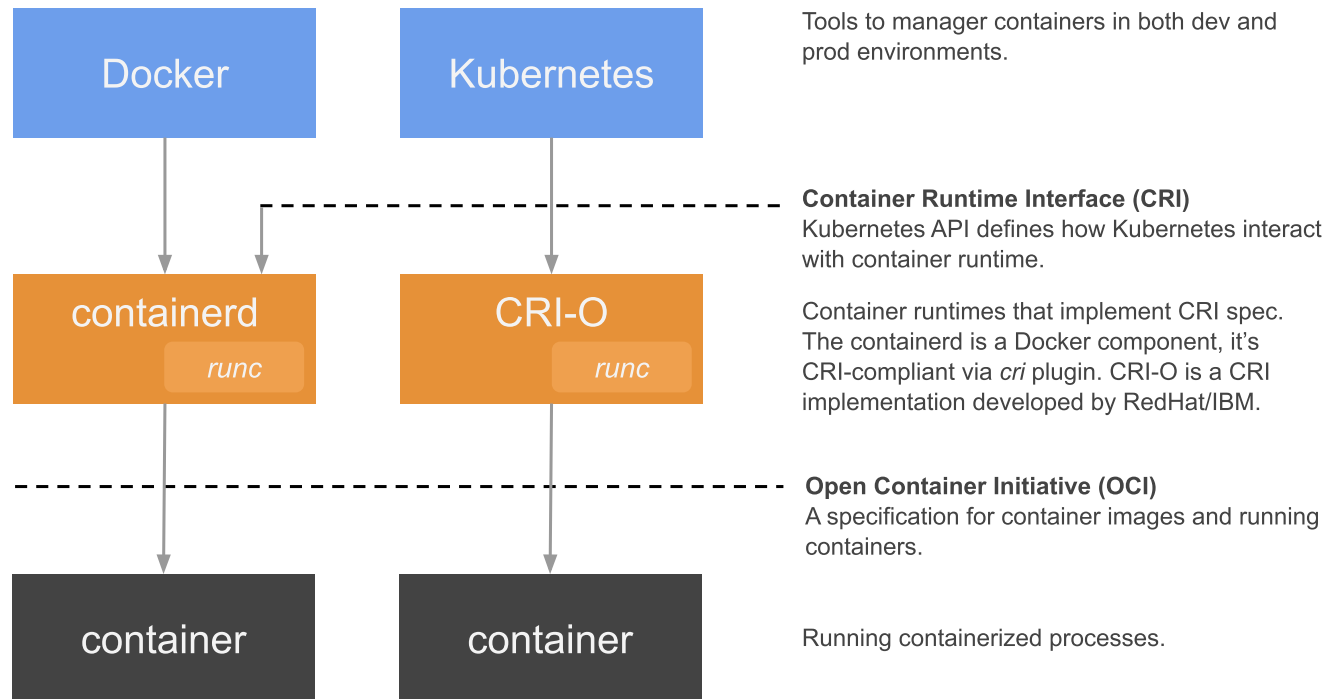 Docker
Kubernetes
Tools to manager containers in both dev and
prod environments.
Container Runtime Interface (CRI)
Kubernetes API defines how Kubernetes interact
with container runtime.
containerd
runc
CRI-O
runc
Container runtimes that implement CRI spec.
The containerd is a Docker component, it’s
CRI-compliant via cri plugin. CRI-O is a CRI
implementation developed by RedHat/IBM.
Open Container Initiative (OCI)
A specification for container images and running
containers.
container
container
Running containerized processes.